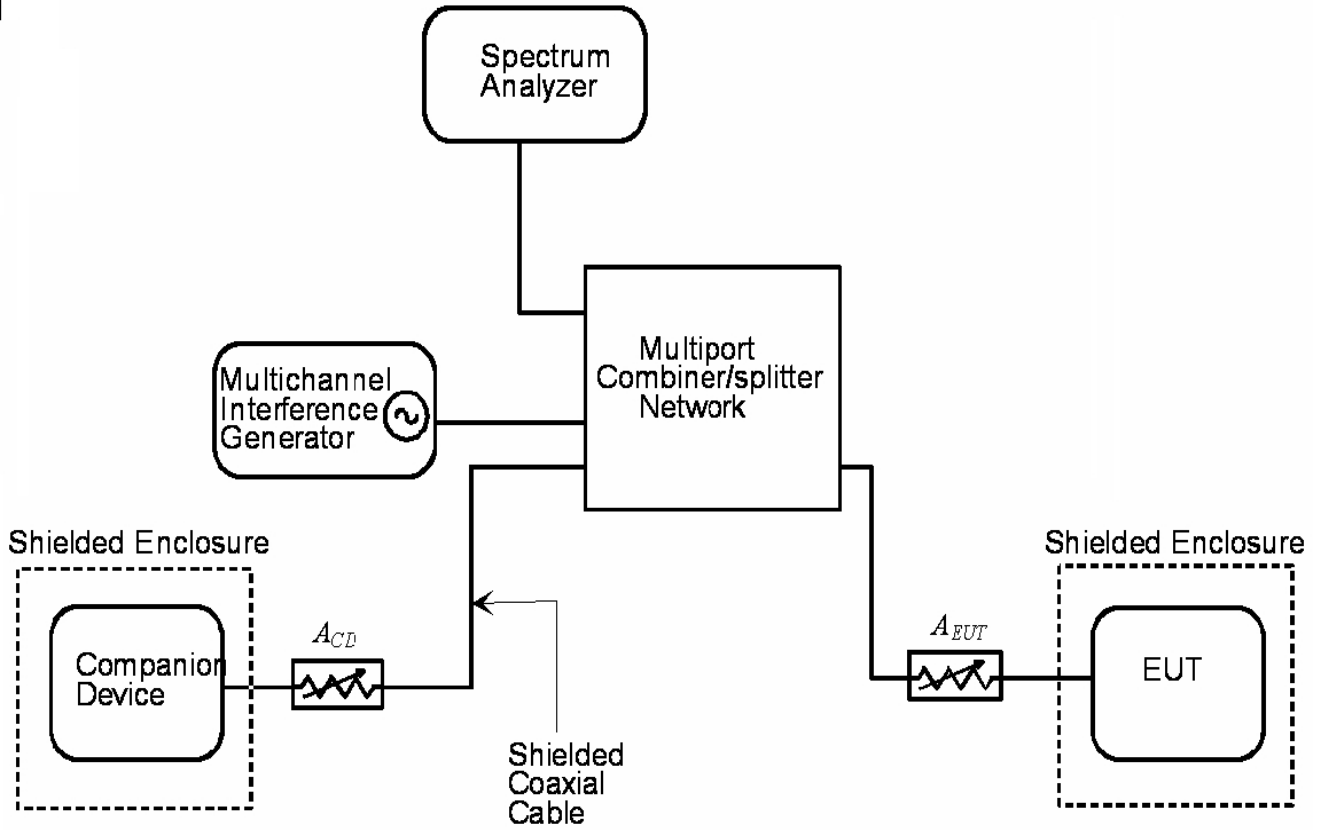 Spectrum
Analyzer
Multiport
Combiner/splitter
Network
Multichannel
Interference
Generator
Shielded Enclosure
Shielded Enclosure
A_CD
A_EUT
Companion
Device
EUT
Shielded
Coaxial
Cable